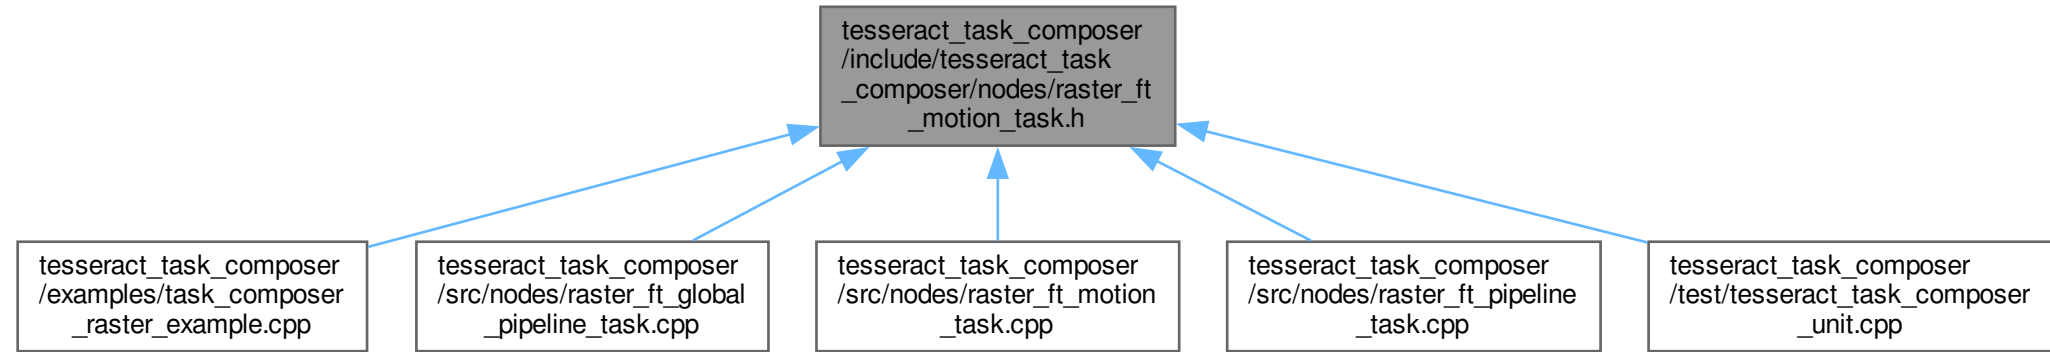 tesseract_task_composer
/include/tesseract_task
_composer/nodes/raster_ft
_motion_task.h
tesseract_task_composer
/examples/task_composer
_raster_example.cpp
tesseract_task_composer
/src/nodes/raster_ft_global
_pipeline_task.cpp
tesseract_task_composer
/src/nodes/raster_ft_motion
_task.cpp
tesseract_task_composer
/src/nodes/raster_ft_pipeline
_task.cpp
tesseract_task_composer
/test/tesseract_task_composer
_unit.cpp